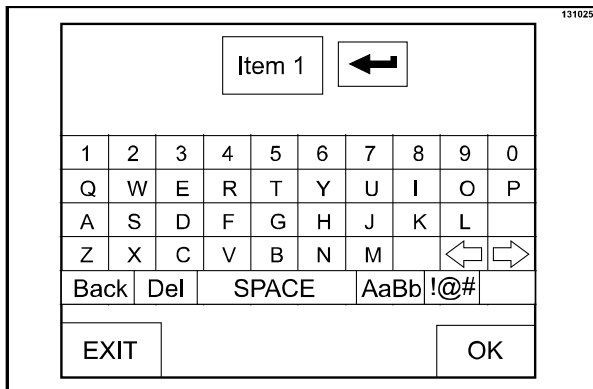 131025
Item 1
1 2 3 4 5 6 7 8 9 0
Q W E R T Y U I O P
A S D F G H J K L
Z X C V B N M
Back Del SPACE AaBb !@#
EXIT OK